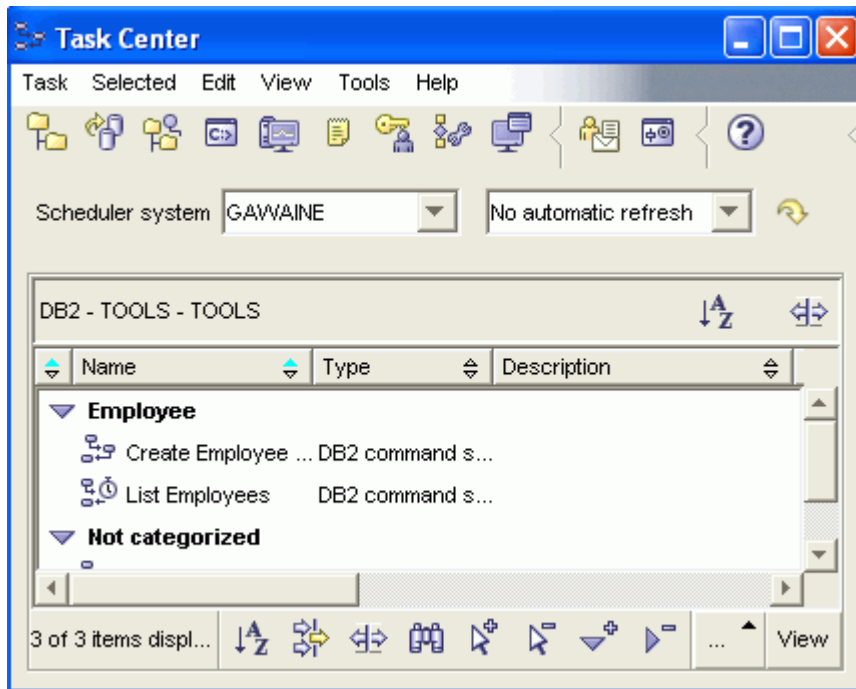 Task Center
Task Selected Edit View Tools Help
C:>
Scheduler system GAWAINE No automatic refresh
DB2 - TOOLS - TOOLS
Name Type Description
Employee
Create Employee ... DB2 command s...
List Employees DB2 command s...
Not categorized
3 of 3 items displ... ... View